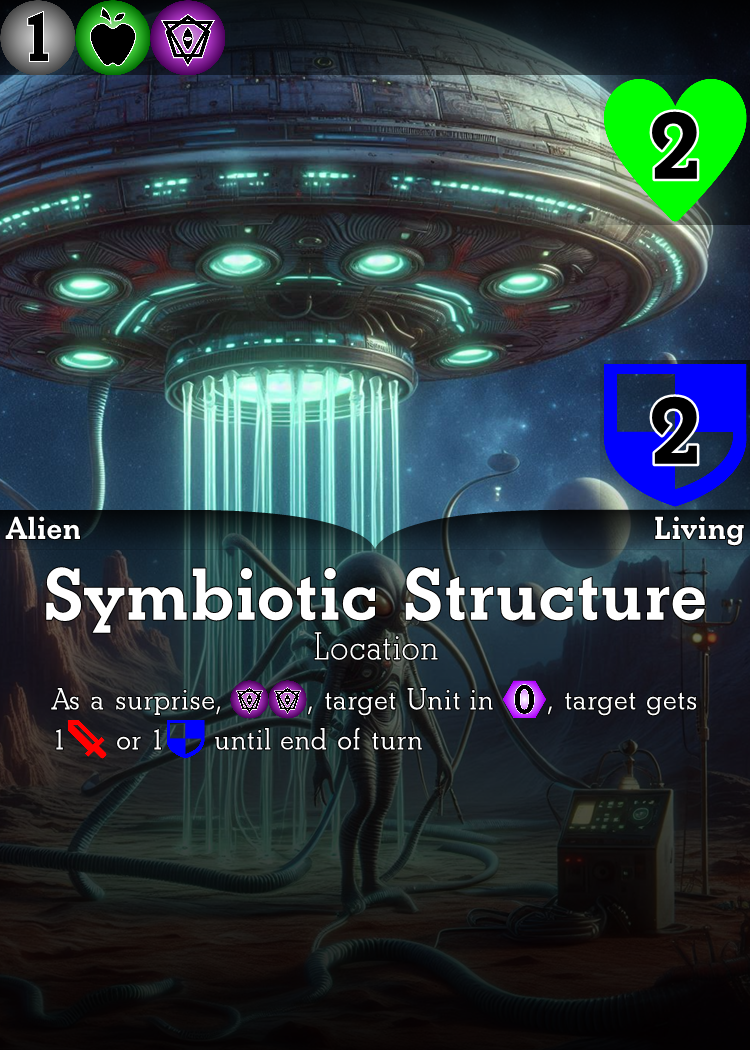 1
2
2
Alien
Living
Symbiotic Structure
Location
As a surprise, , target Unit in 0, target gets
1 or 1 until end of turn